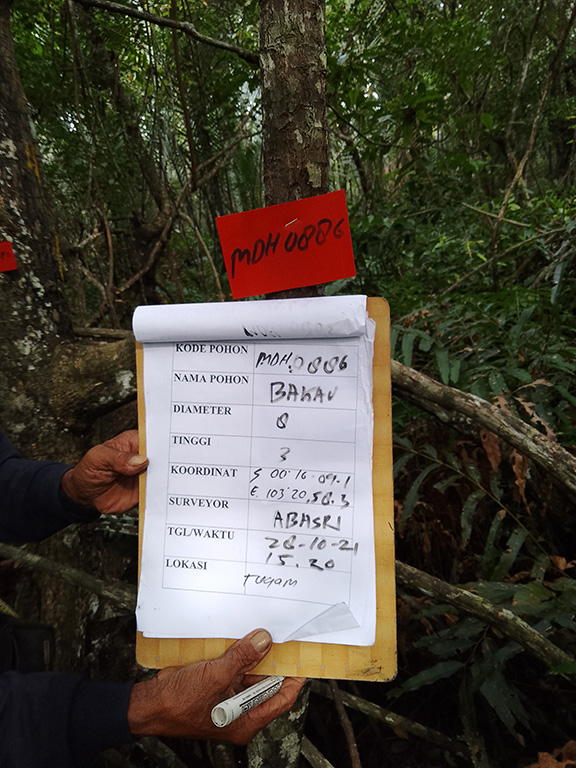 MDH 0886
KODE POHON MDH.0886
NAMA POHON BAKAU
DIAMETER 8
TINGGI 3
KOORDINAT S 00°16.09.1
E 103°20,58.3
SURVEYOR ABASRI
TGL/WAKTU 28-10-21
15.20
LOKASI TUGAM